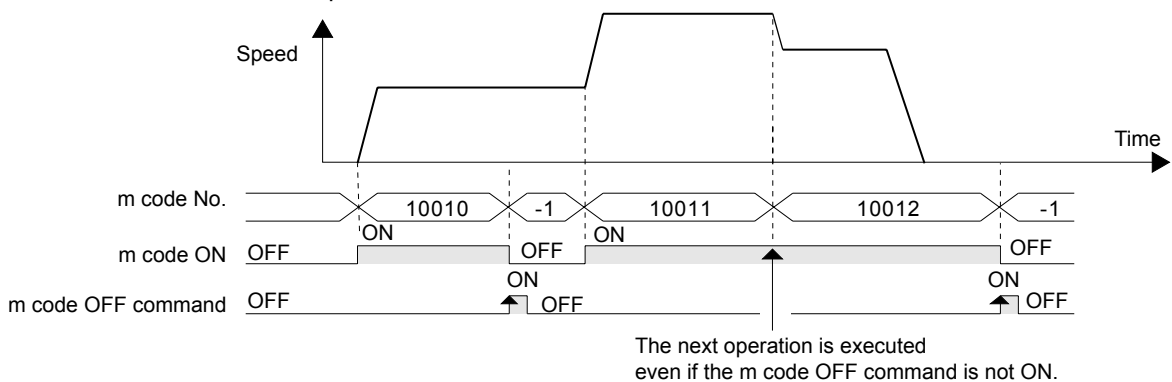 Speed
Time
m code No. 10010 -1 10011 10012 -1
ON ON
m code ON OFF OFF OFF
ON ON
m code OFF command OFF OFF OFF
The next operation is executed
even if the m code OFF command is not ON.